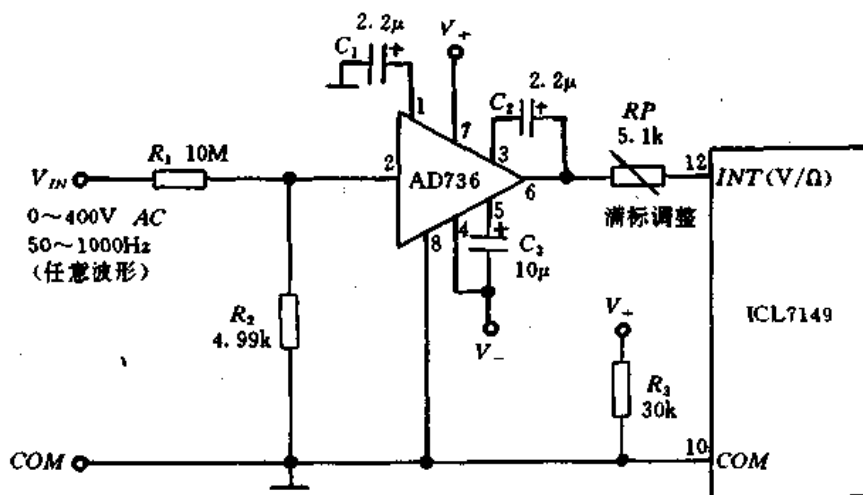 2.2μ
C₁
+
V₊
2.2μ
C₂
+
RP
5.1k
1
7
3
12
R₁ 10M
2
AD736
6
INT(V/Ω)
V_IN
满标调整
5
4
+
8
C₃
10μ
0～400V AC
50～1000Hz
(任意波形)
V₊
ICL7149
R₂
4.99k
V₋
R₃
30k
10
COM
COM